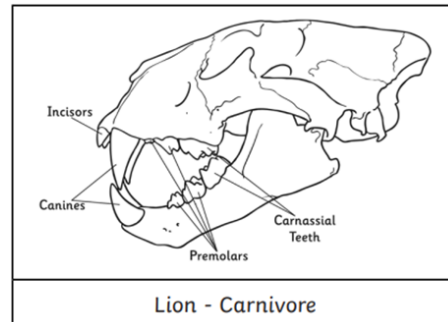 Incisors
Canines
Carnassial
Teeth
Premolars
Lion - Carnivore